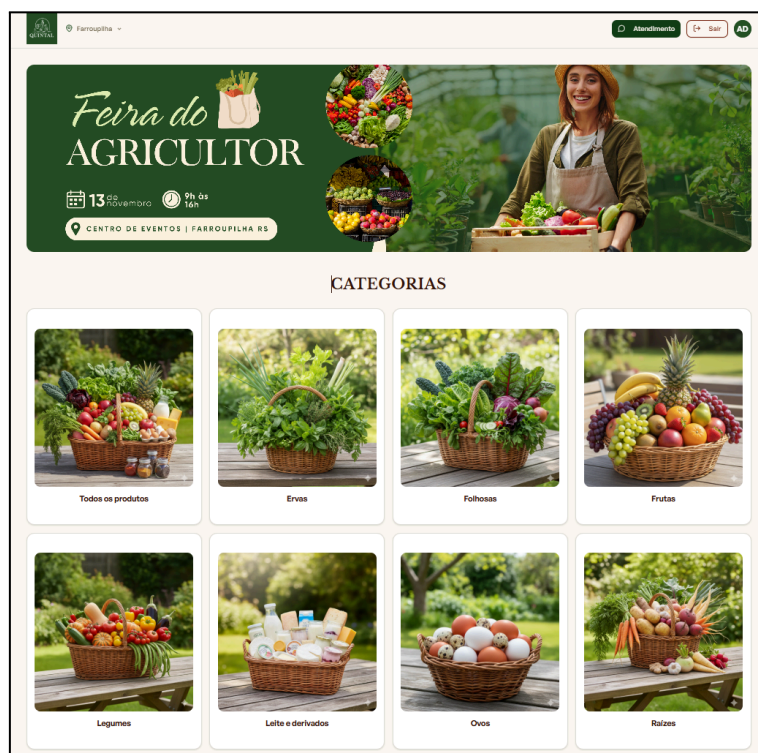 QUINTAL
Farroupilha
Atendimento
Sair
AD
Feira do
AGRICULTOR
13 de novembro
9h às 16h
CENTRO DE EVENTOS | FARROUPILHA RS
CATEGORIAS
Todos os produtos
Ervas
Folhosas
Frutas
Legumes
Leite e derivados
Ovos
Raízes